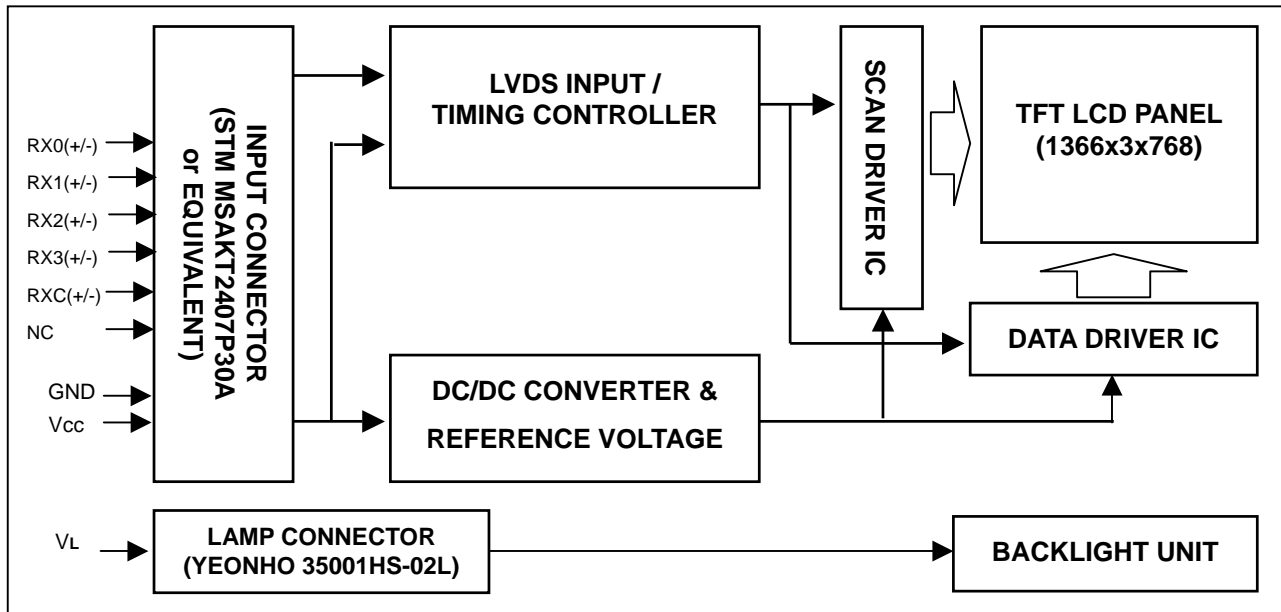 RX0(+/-)
RX1(+/-)
RX2(+/-)
RX3(+/-)
RXC(+/-)
NC
GND
Vcc
VL
INPUT CONNECTOR
(STM MSAKT2407P30A
or EQUIVALENT)
LVDS INPUT /
TIMING CONTROLLER
DC/DC CONVERTER &
REFERENCE VOLTAGE
SCAN DRIVER IC
TFT LCD PANEL
(1366x3x768)
DATA DRIVER IC
LAMP CONNECTOR
(YEONHO 35001HS-02L)
BACKLIGHT UNIT